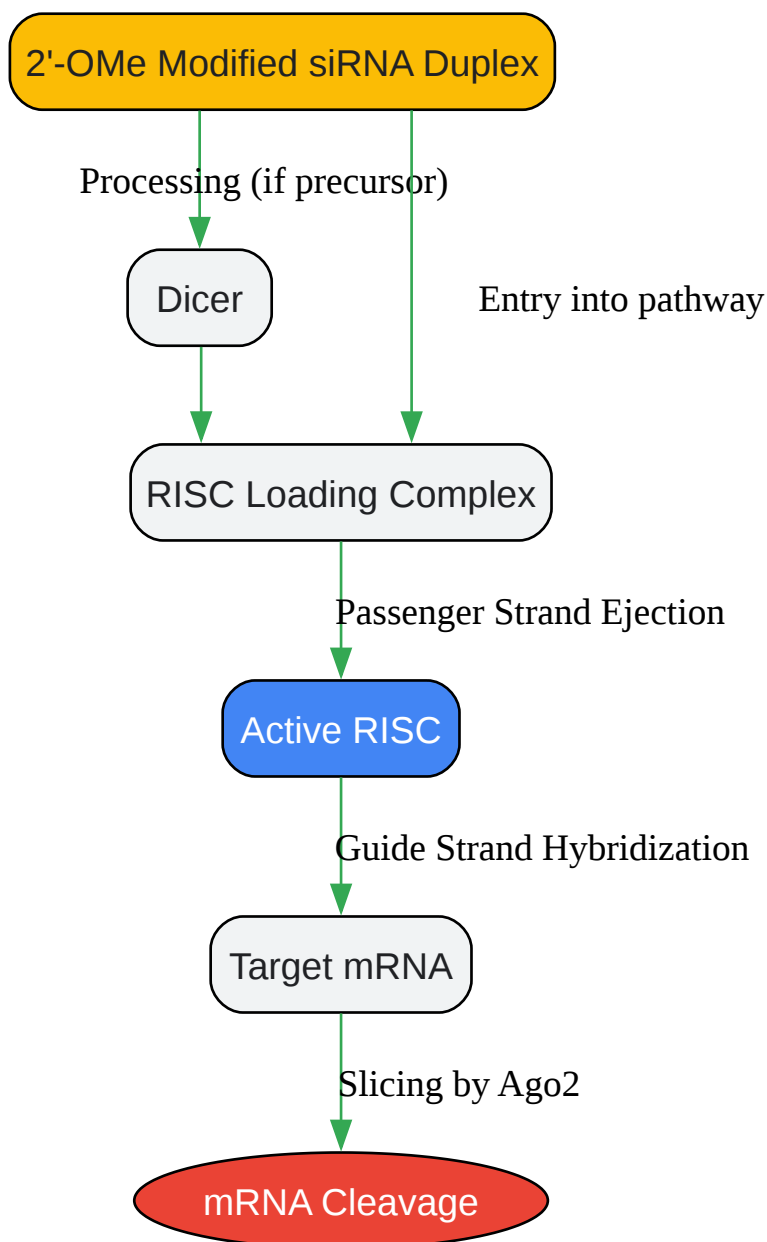 2'-OMe Modified siRNA Duplex
Processing (if precursor)
Dicer
Entry into pathway
RISC Loading Complex
Passenger Strand Ejection
Active RISC
Guide Strand Hybridization
Target mRNA
Slicing by Ago2
mRNA Cleavage